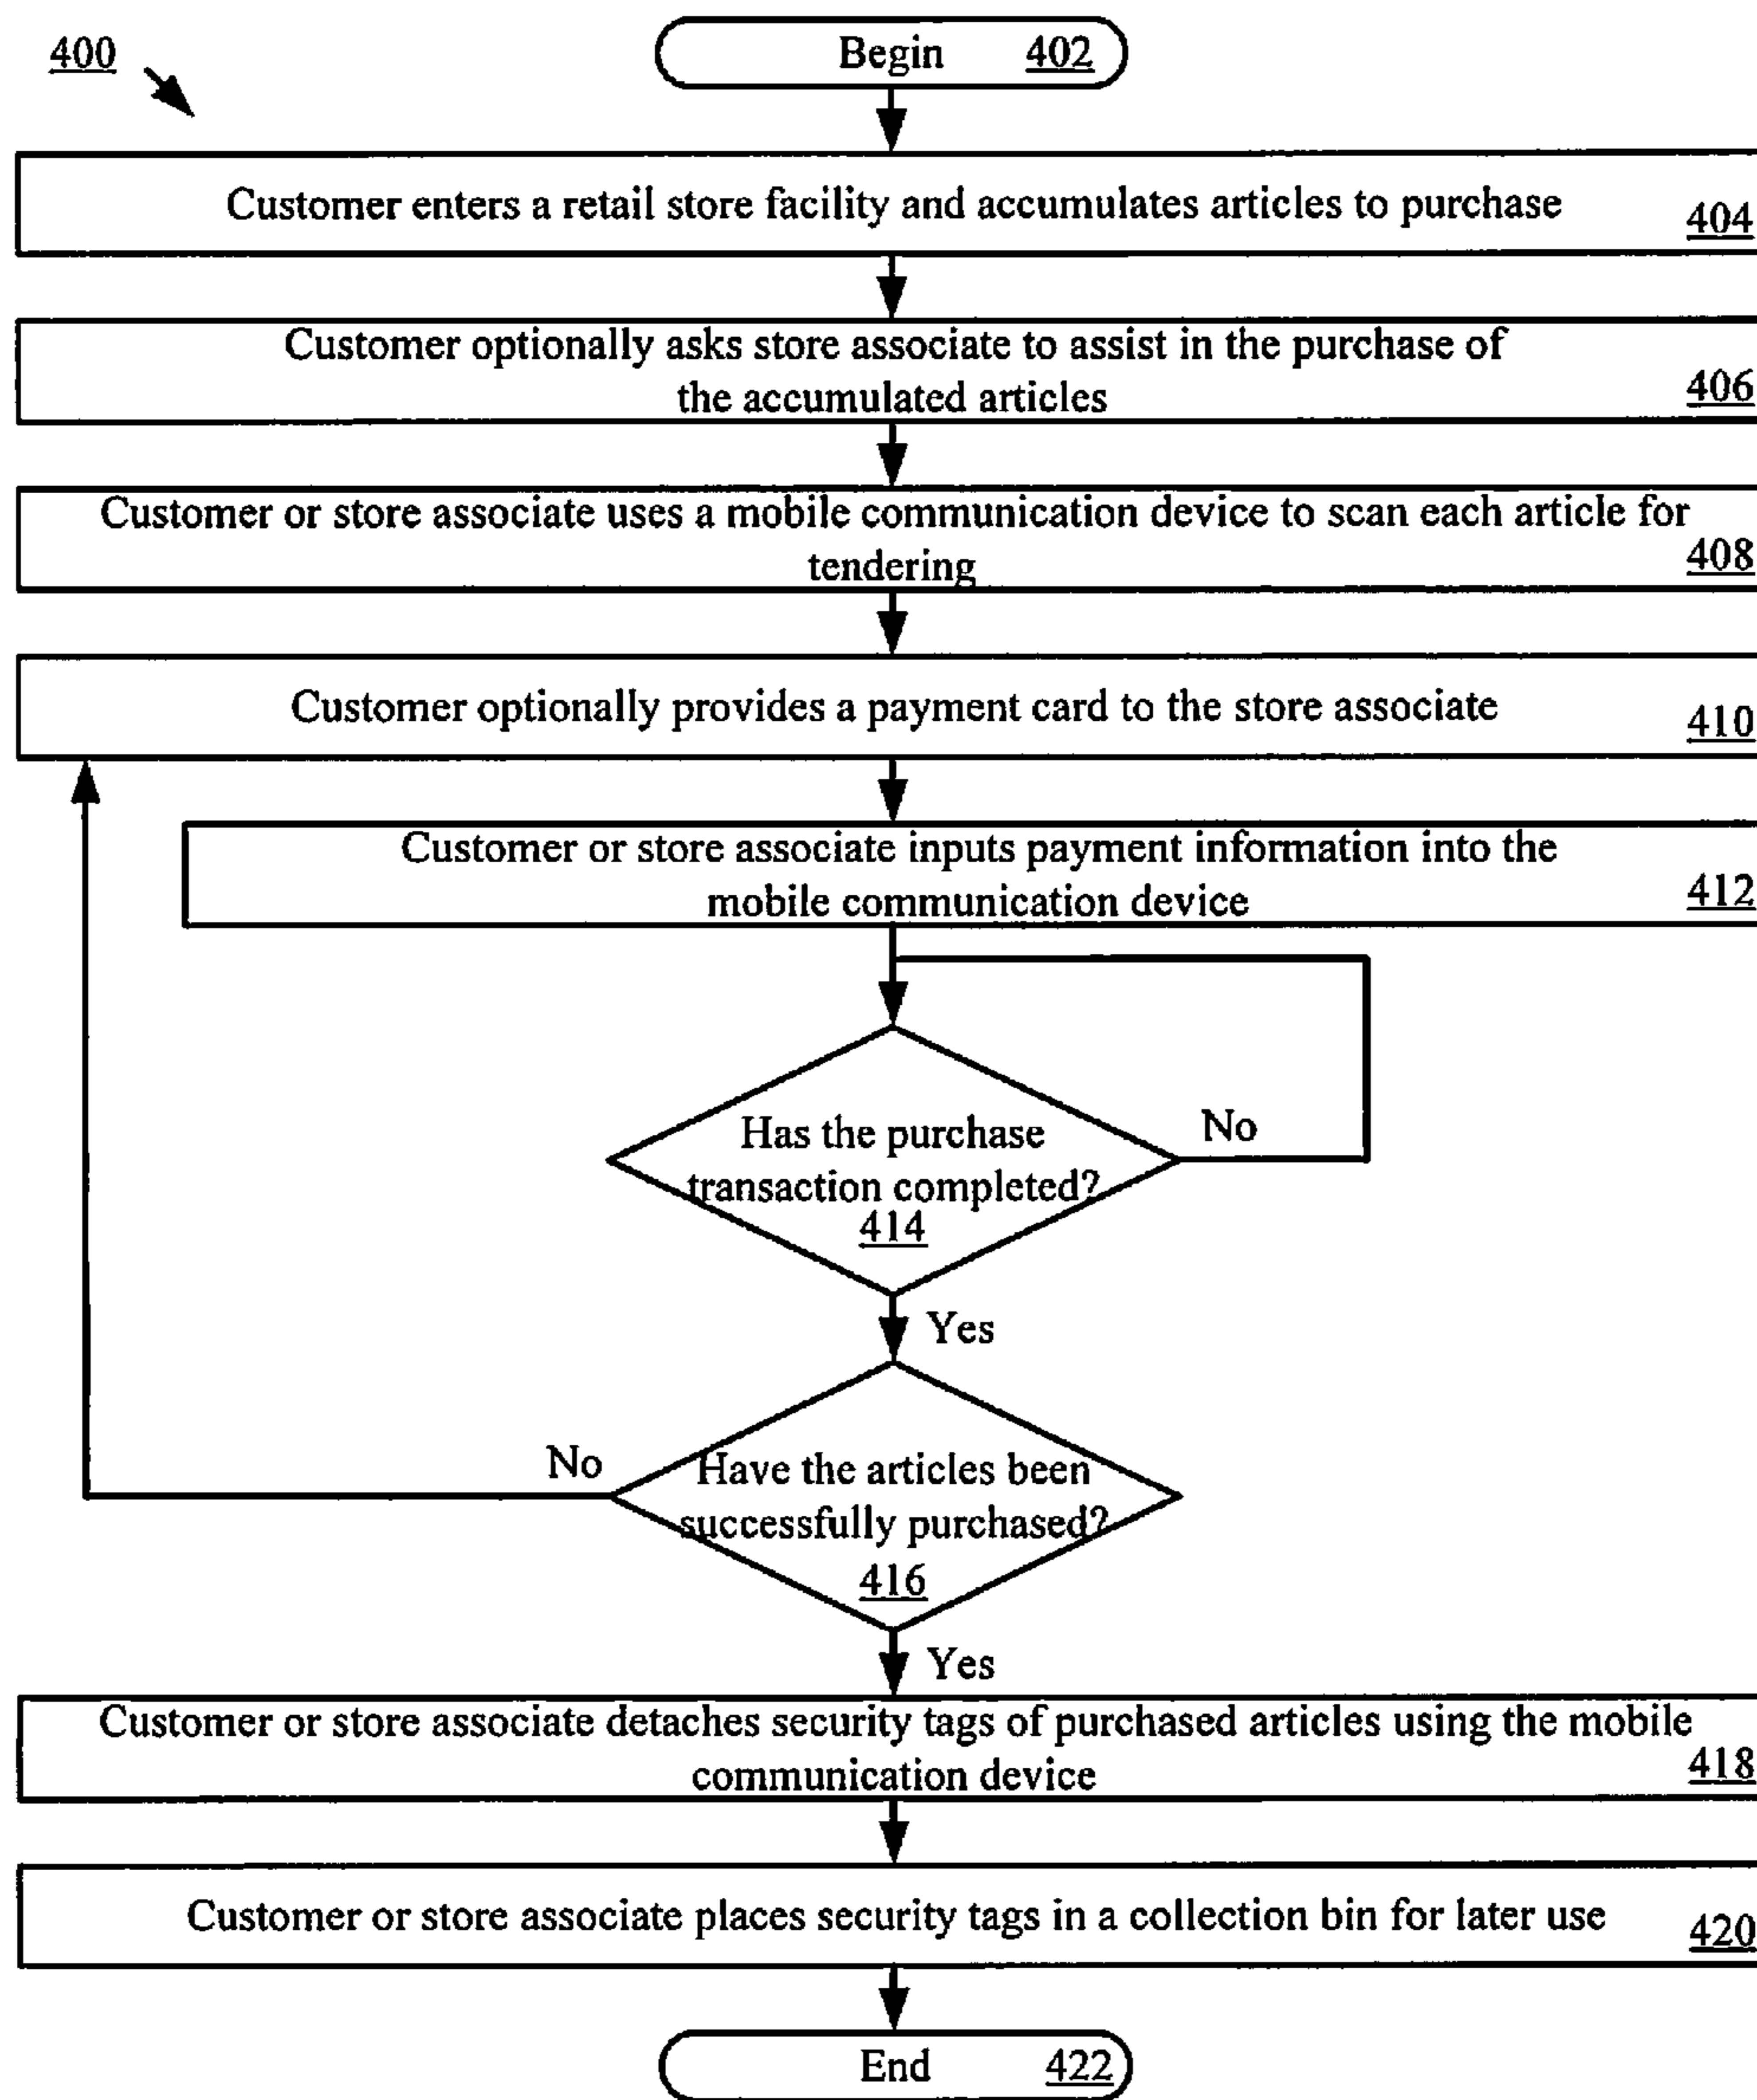 400
Begin 402
Customer enters a retail store facility and accumulates articles to purchase
404
Customer optionally asks store associate to assist in the purchase of
the accumulated articles
406
Customer or store associate uses a mobile communication device to scan each article for
tendering
408
Customer optionally provides a payment card to the store associate
410
Customer or store associate inputs payment information into the
mobile communication device
412
Has the purchase
transaction completed?
414
No
Yes
Have the articles been
successfully purchased?
416
No
Yes
Customer or store associate detaches security tags of purchased articles using the mobile
communication device
418
Customer or store associate places security tags in a collection bin for later use
420
End 422